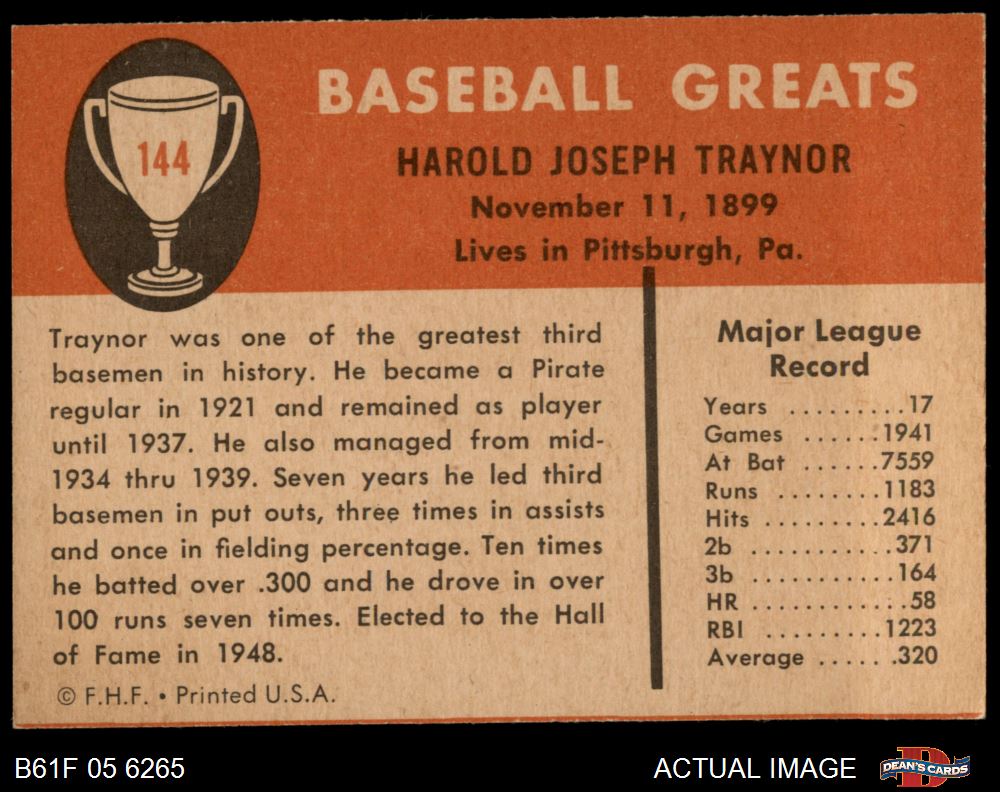 144
BASEBALL GREATS
HAROLD JOSEPH TRAYNOR
November 11, 1899
Lives in Pittsburgh, Pa.
Traynor was one of the greatest third
basemen in history. He became a Pirate
regular in 1921 and remained as player
until 1937. He also managed from mid-
1934 thru 1939. Seven years he led third
basemen in put outs, three times in assists
and once in fielding percentage. Ten times
he batted over .300 and he drove in over
100 runs seven times. Elected to the Hall
of Fame in 1948.
© F.H.F. • Printed U.S.A.
Major League
Record
Years .........17
Games ......1941
At Bat ......7559
Runs ........1183
Hits .........2416
2b ..........371
3b ..........164
HR ...........58
RBI .........1223
Average ......320
B61F 05 6265
ACTUAL IMAGE
D
DEAN'S CARDS